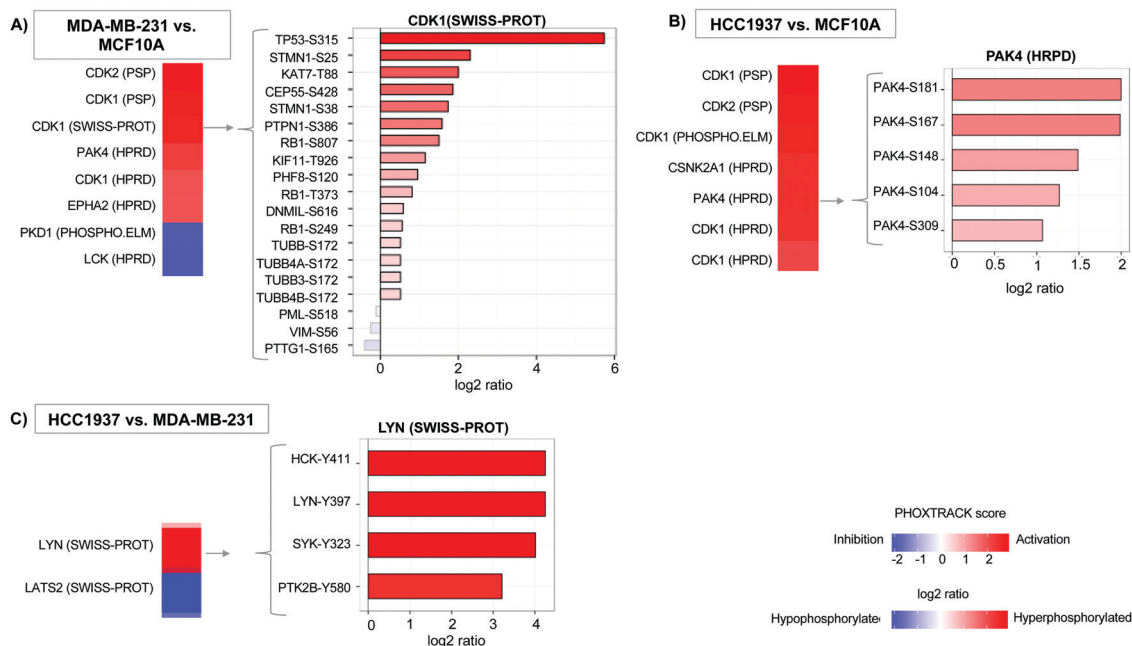 A)
MDA-MB-231 vs.
MCF10A
CDK2 (PSP)
CDK1 (PSP)
CDK1 (SWISS-PROT)
PAK4 (HPRD)
CDK1 (HPRD)
EPHA2 (HPRD)
PKD1 (PHOSPHO.ELM)
LCK (HPRD)
CDK1(SWISS-PROT)
TP53-S315
STMN1-S25
KAT7-T88
CEP55-S428
STMN1-S38
PTPN1-S386
RB1-S807
KIF11-T926
PHF8-S120
RB1-T373
DNMIL-S616
RB1-S249
TUBB-S172
TUBB4A-S172
TUBB3-S172
TUBB4B-S172
PML-S518
VIM-S56
PTTG1-S165
0 2 4 6
log2 ratio
B)
HCC1937 vs. MCF10A
CDK1 (PSP)
CDK2 (PSP)
CDK1 (PHOSPHO.ELM)
CSNK2A1 (HPRD)
PAK4 (HPRD)
CDK1 (HPRD)
CDK1 (HPRD)
PAK4 (HRPD)
PAK4-S181
PAK4-S167
PAK4-S148
PAK4-S104
PAK4-S309
0 0.5 1 1.5 2
log2 ratio
C)
HCC1937 vs. MDA-MB-231
LYN (SWISS-PROT)
LATS2 (SWISS-PROT)
LYN (SWISS-PROT)
HCK-Y411
LYN-Y397
SYK-Y323
PTK2B-Y580
0 1 2 3 4
log2 ratio
PHOXTRACK score
Inhibition Activation
-2 -1 0 1 2
log2 ratio
Hypophosphorylated Hyperphosphorylated
-2 -1 0 1 2